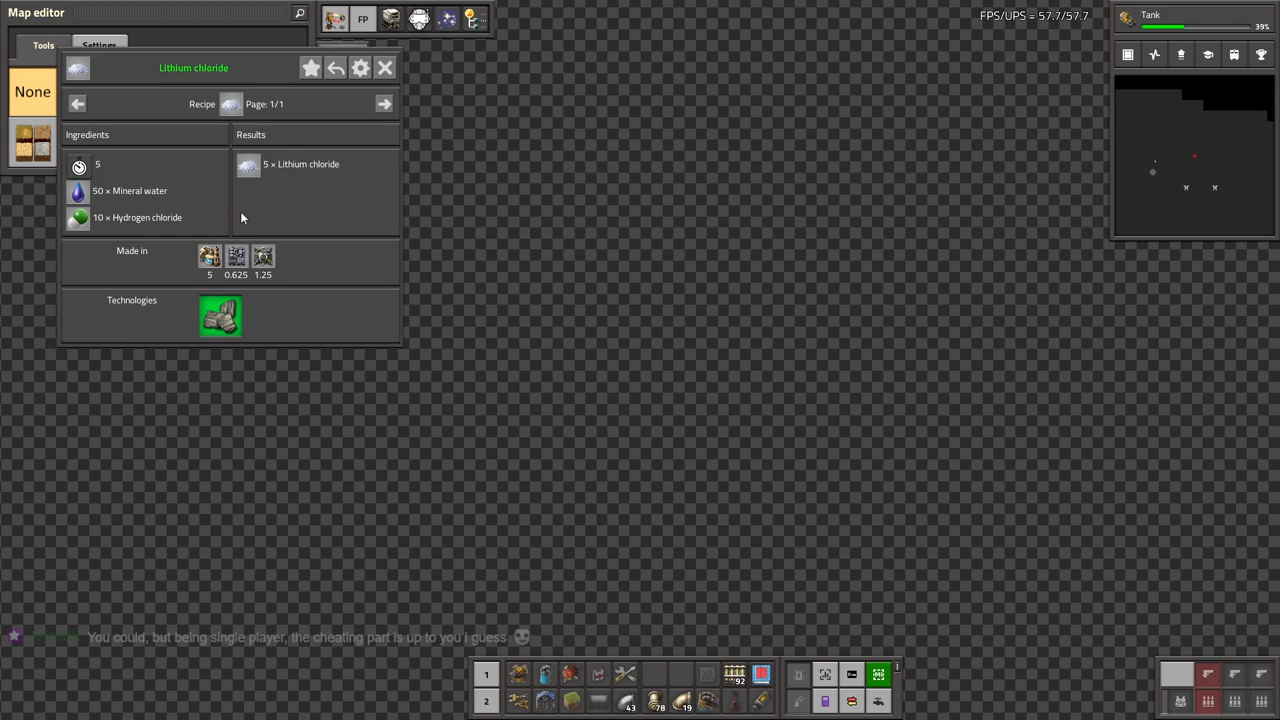 Map editor
FP
FPS/UPS = 57.7/57.7
Tank
39%
Tools
Settings
None
Lithium chloride
Recipe
Page: 1/1
Ingredients
Results
5
5 × Lithium chloride
50 × Mineral water
10 × Hydrogen chloride
Made in
5
0.625
1.25
Technologies
You could, but being single player, the cheating part is up to you i guess
1
92
2
43
78
19